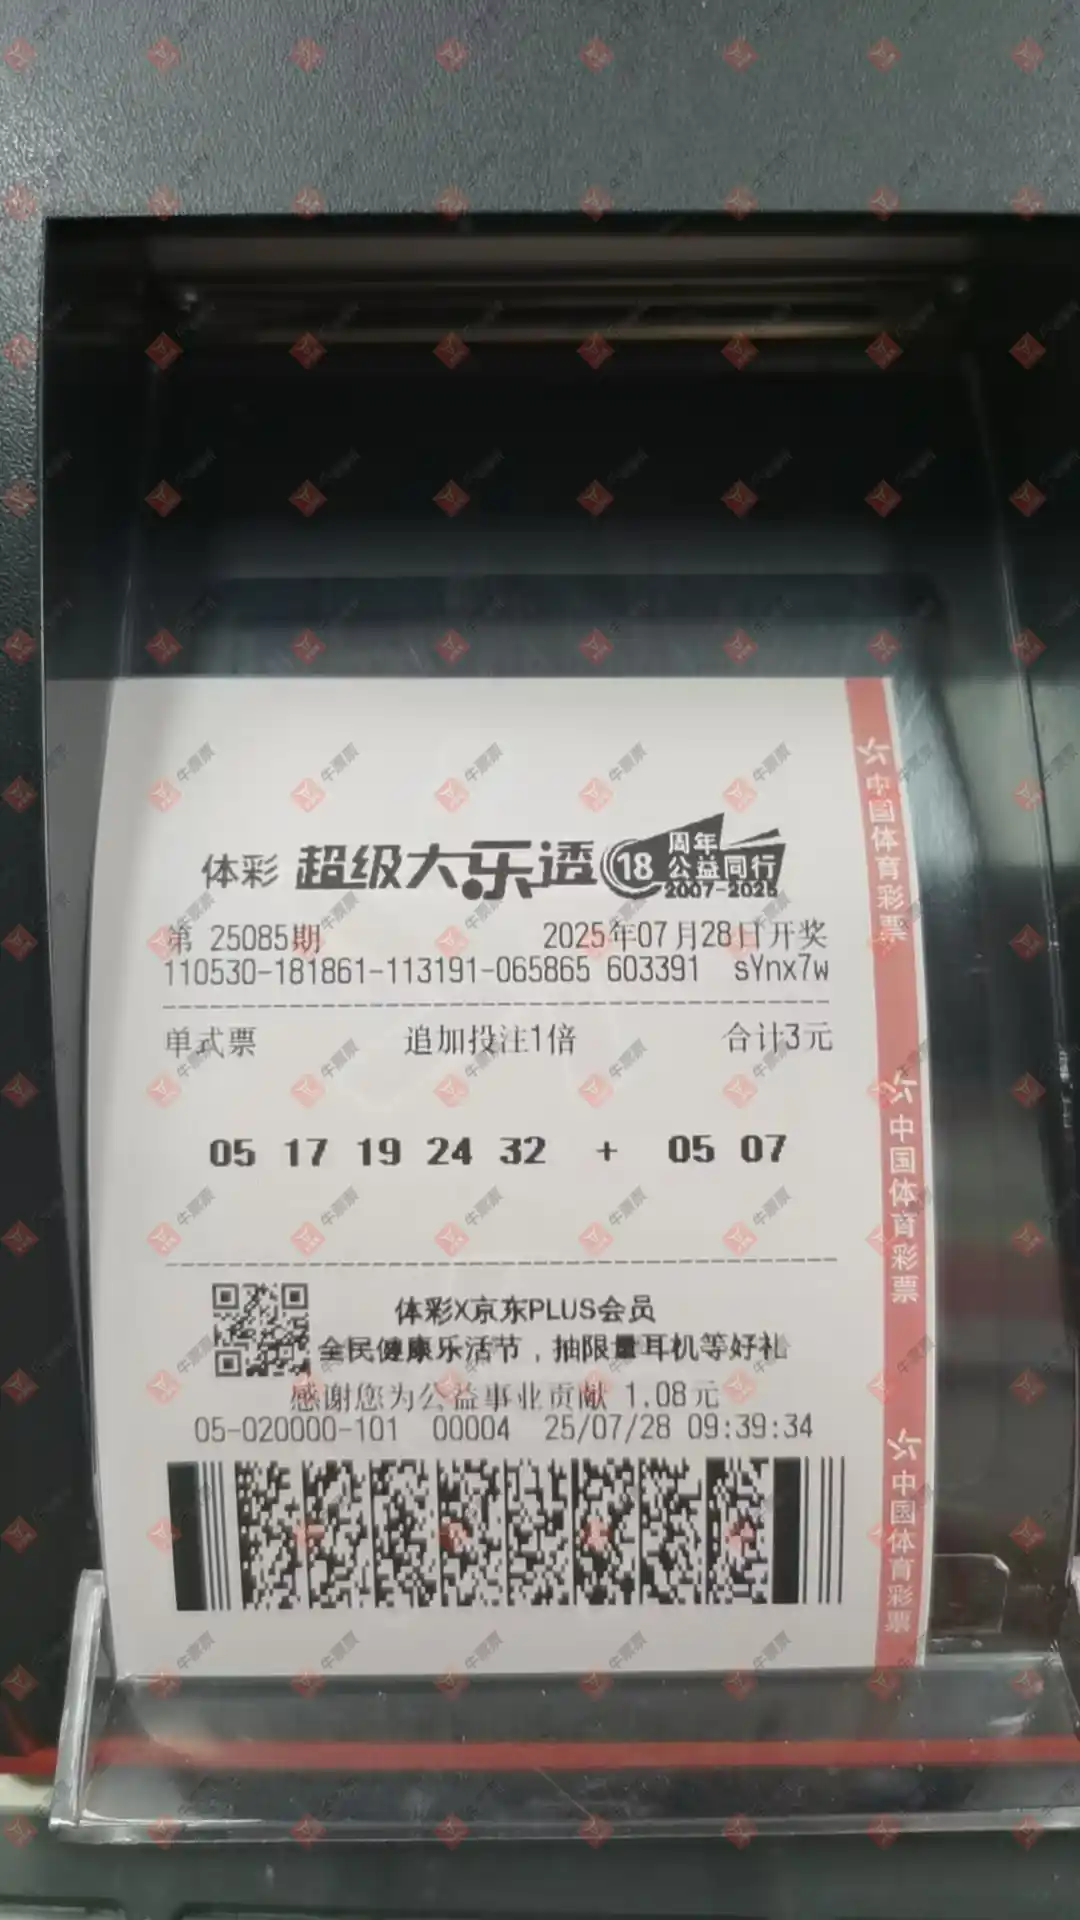 体彩 超级大乐透 18 周年 公益同行 2007-2025
第 25085期 2025年07月28日开奖
110530-181861-113191-065865 603391 sYnx7w
单式票 追加投注1倍 合计3元
05 17 19 24 32 + 05 07
体彩X京东PLUS会员
全民健康乐活节，抽限量耳机等好礼
感谢您为公益事业贡献 1.08元
05-020000-101 00004 25/07/28 09:39:34
中国体育彩票
中国体育彩票
中国体育彩票
牛票票